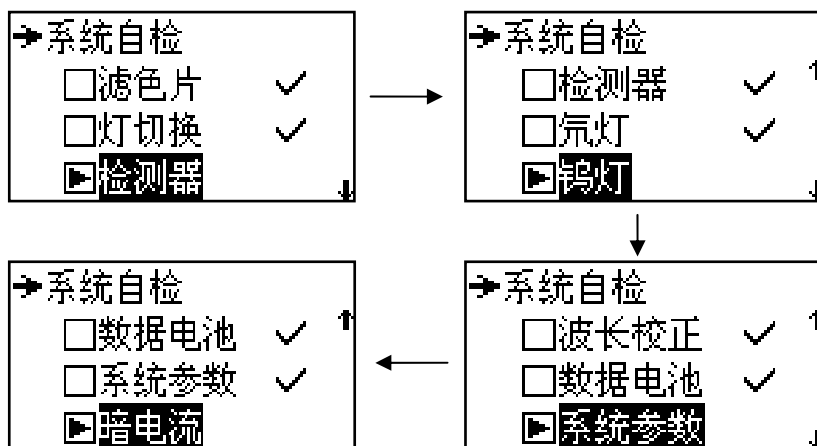 系统自检
滤色片 ✓
灯切换 ✓
检测器
系统自检
检测器 ✓
氘灯 ✓
钨灯
系统自检
数据电池 ✓
系统参数 ✓
暗电流
系统自检
波长校正 ✓
数据电池 ✓
系统参数